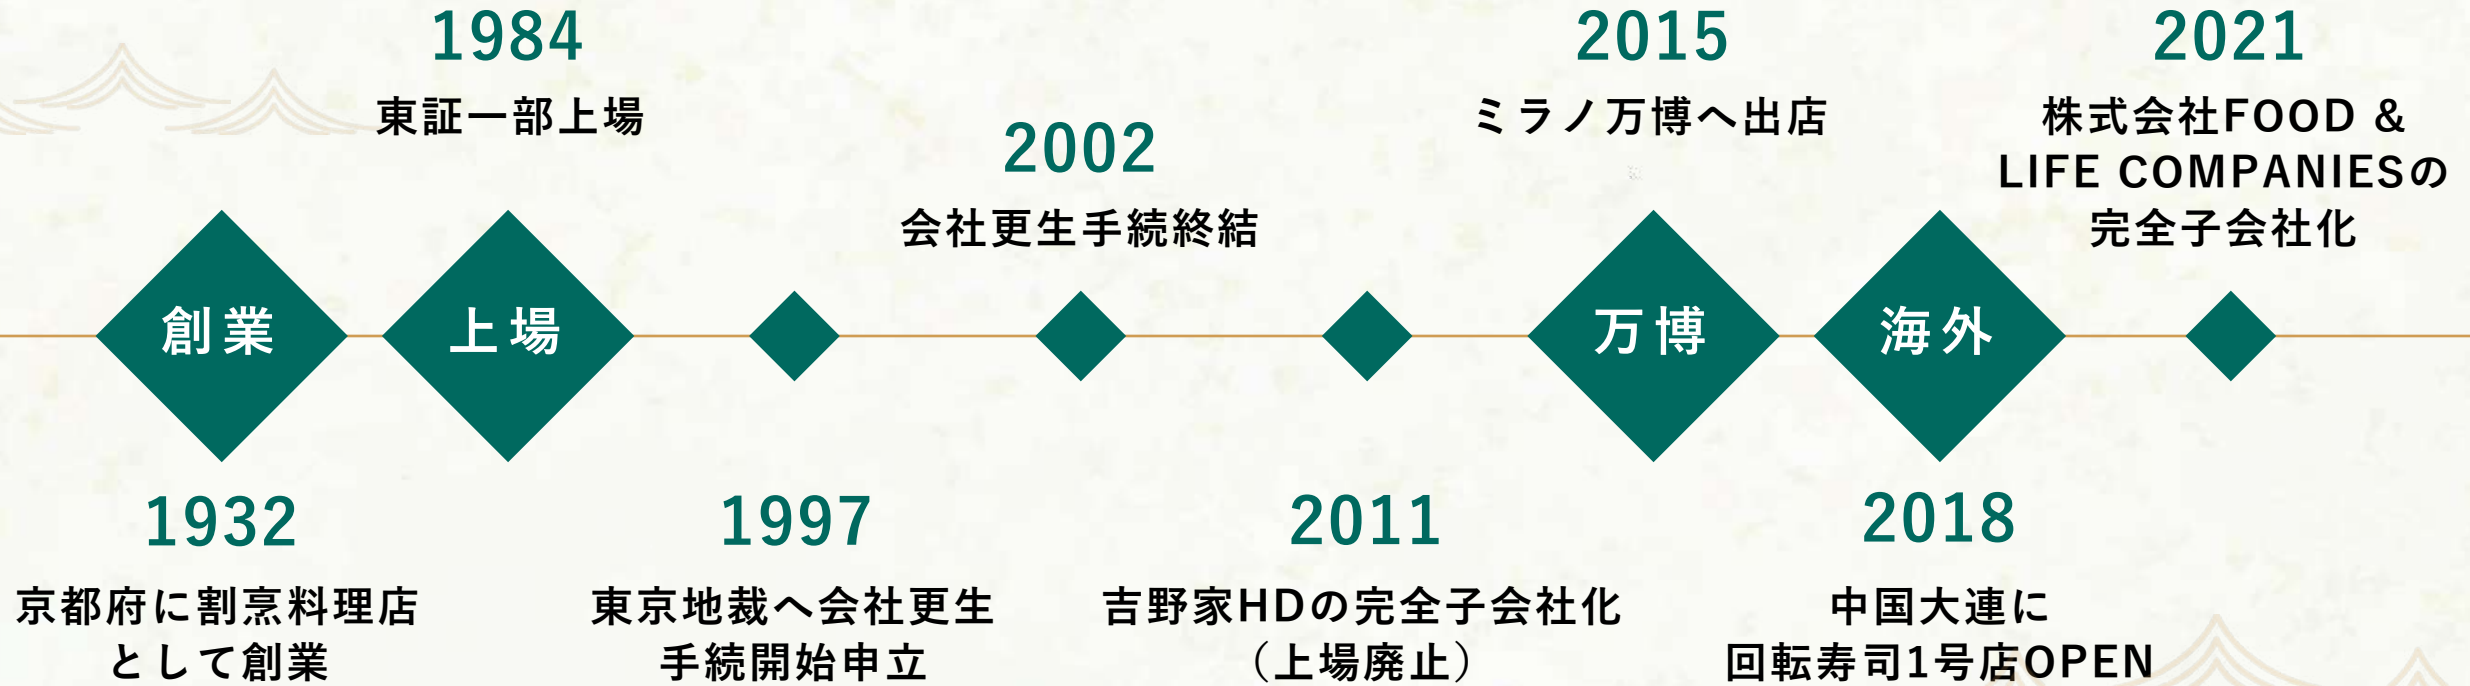 創業
1932
京都府に割烹料理店
として創業
1984
東証一部上場
上場
1997
東京地裁へ会社更生
手続開始申立
2002
会社更生手続終結
2011
吉野家HDの完全子会社化
（上場廃止）
2015
ミラノ万博へ出店
万博
海外
2018
中国大連に
回転寿司1号店OPEN
2021
株式会社FOOD &
LIFE COMPANIESの
完全子会社化